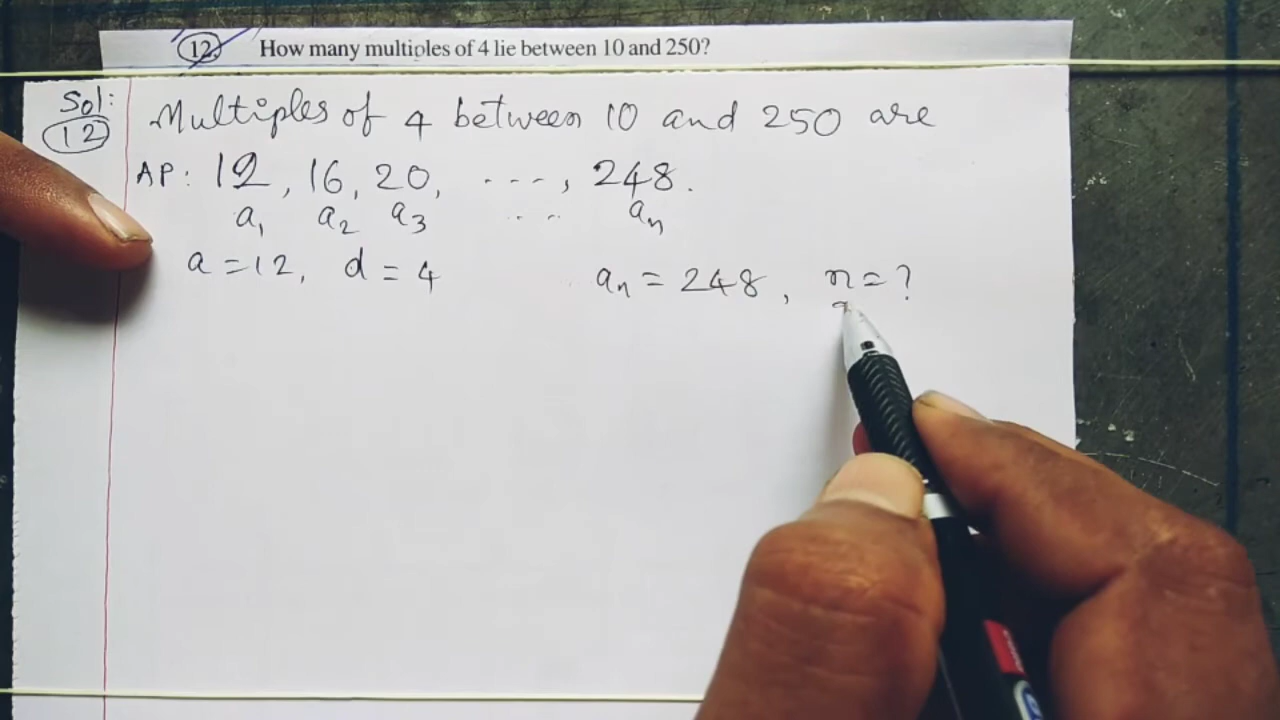 12. How many multiples of 4 lie between 10 and 250?
Sol:
12
Multiples of 4 between 10 and 250 are
AP: 12, 16, 20, ---, 248.
a1 a2 a3 .. .. an
a = 12, d = 4 an = 248, n = ?